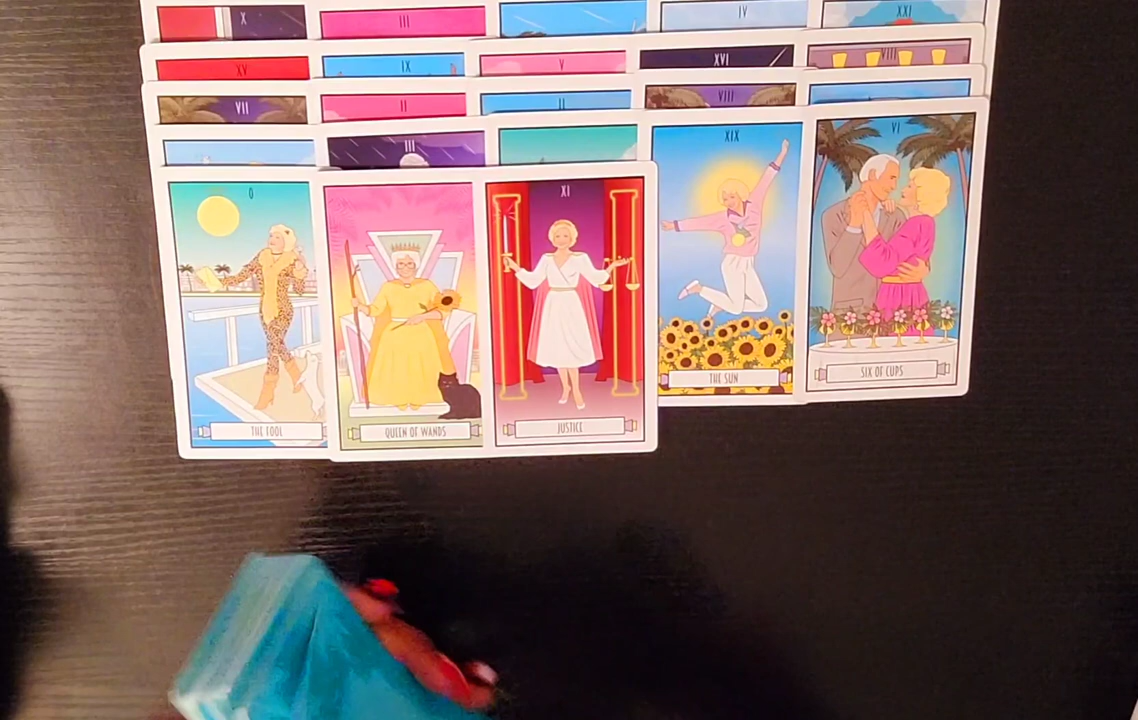 X
III
IV
XXI
XV
IX
V
XVI
VIII
VII
II
II
VIII
III
0
XI
XIX
VI
THE FOOL
QUEEN OF WANDS
JUSTICE
THE SUN
SIX OF CUPS